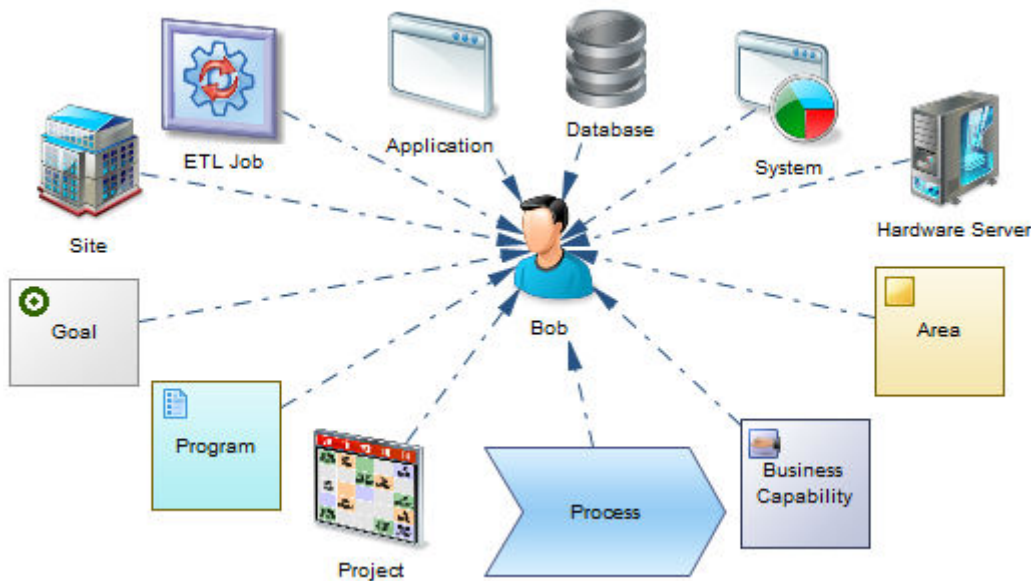 ETL Job
Application
Database
System
Site
Hardware Server
Goal
Bob
Area
Program
Project
Process
Business
Capability